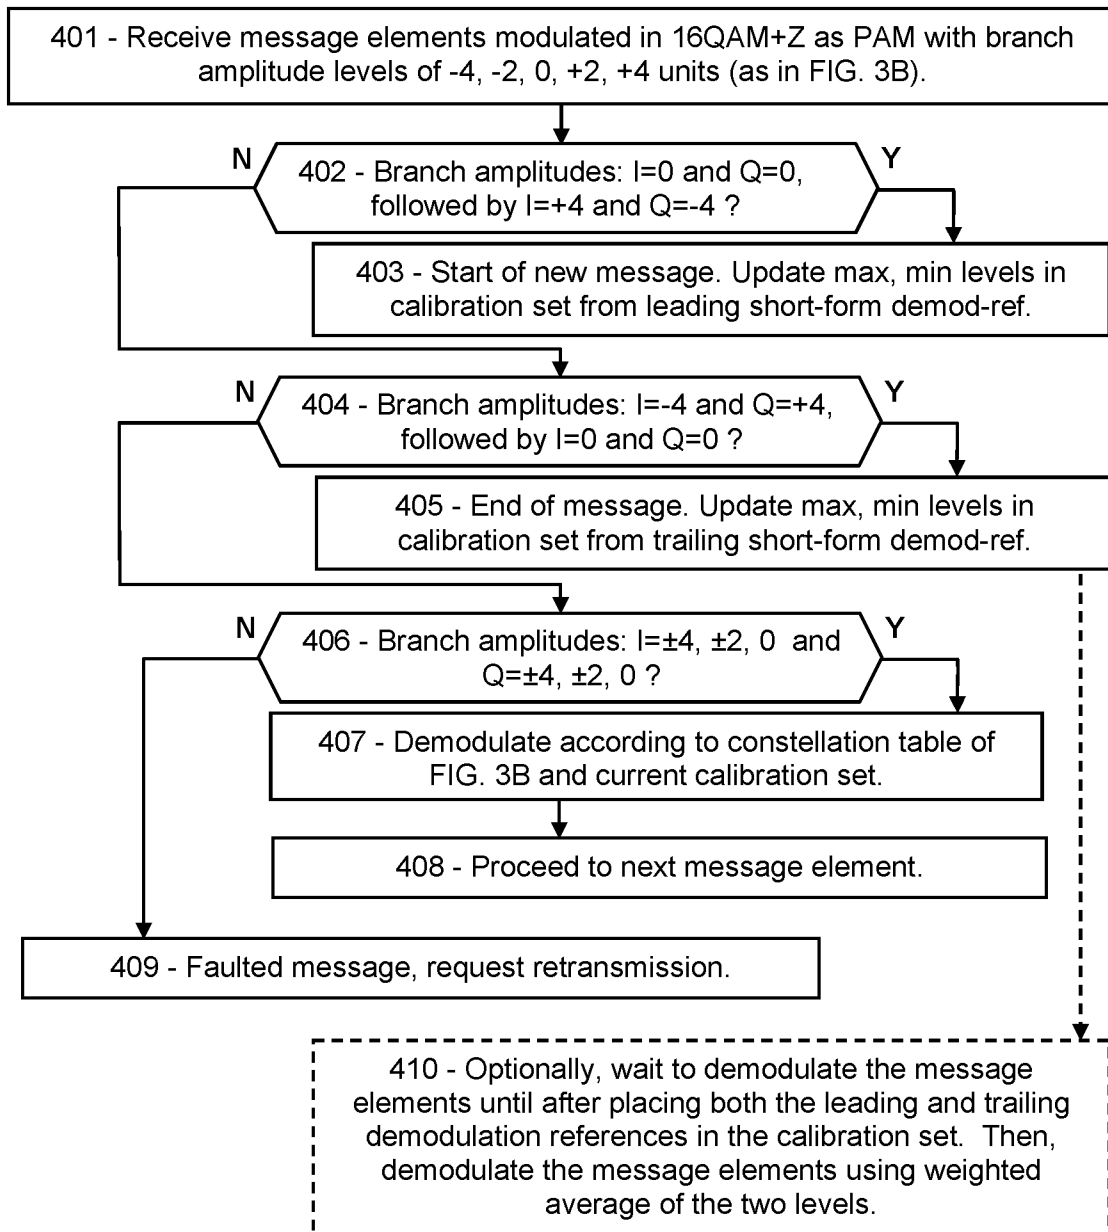 401 - Receive message elements modulated in 16QAM+Z as PAM with branch
amplitude levels of -4, -2, 0, +2, +4 units (as in FIG. 3B).
N
Y
402 - Branch amplitudes: I=0 and Q=0,
followed by I=+4 and Q=-4 ?
403 - Start of new message. Update max, min levels in
calibration set from leading short-form demod-ref.
N
Y
404 - Branch amplitudes: I=-4 and Q=+4,
followed by I=0 and Q=0 ?
405 - End of message. Update max, min levels in
calibration set from trailing short-form demod-ref.
N
Y
406 - Branch amplitudes: I=±4, ±2, 0 and
Q=±4, ±2, 0 ?
407 - Demodulate according to constellation table of
FIG. 3B and current calibration set.
408 - Proceed to next message element.
409 - Faulted message, request retransmission.
410 - Optionally, wait to demodulate the message
elements until after placing both the leading and trailing
demodulation references in the calibration set. Then,
demodulate the message elements using weighted
average of the two levels.